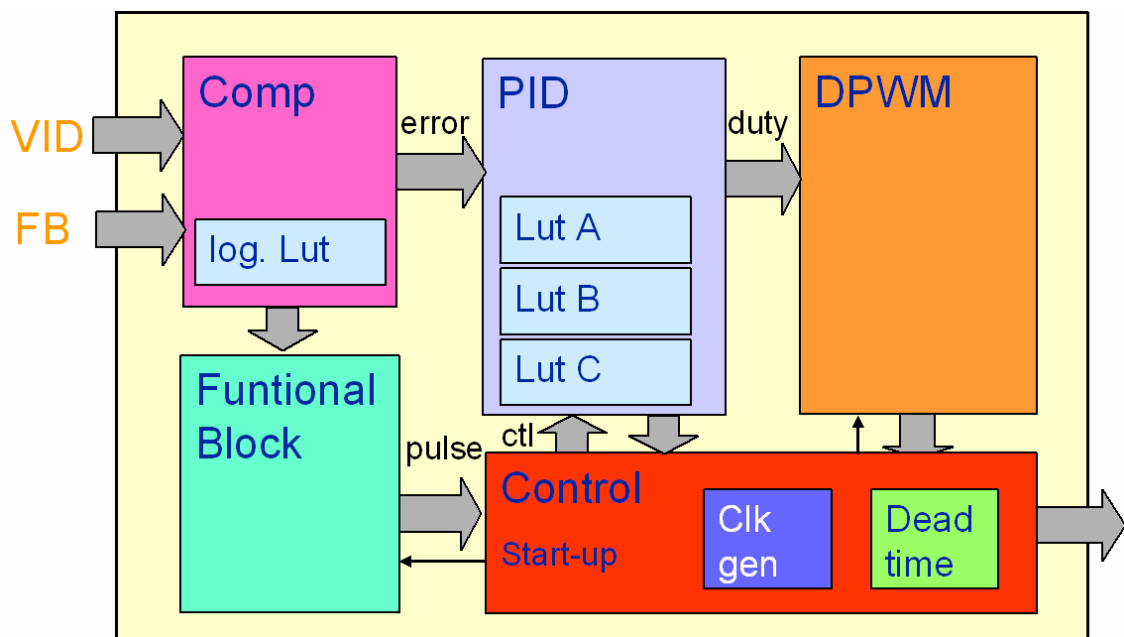 VID
FB
Comp
log. Lut
error
PID
Lut A
Lut B
Lut C
duty
DPWM
Funtional
Block
pulse
ctl
Control
Start-up
Clk
gen
Dead
time